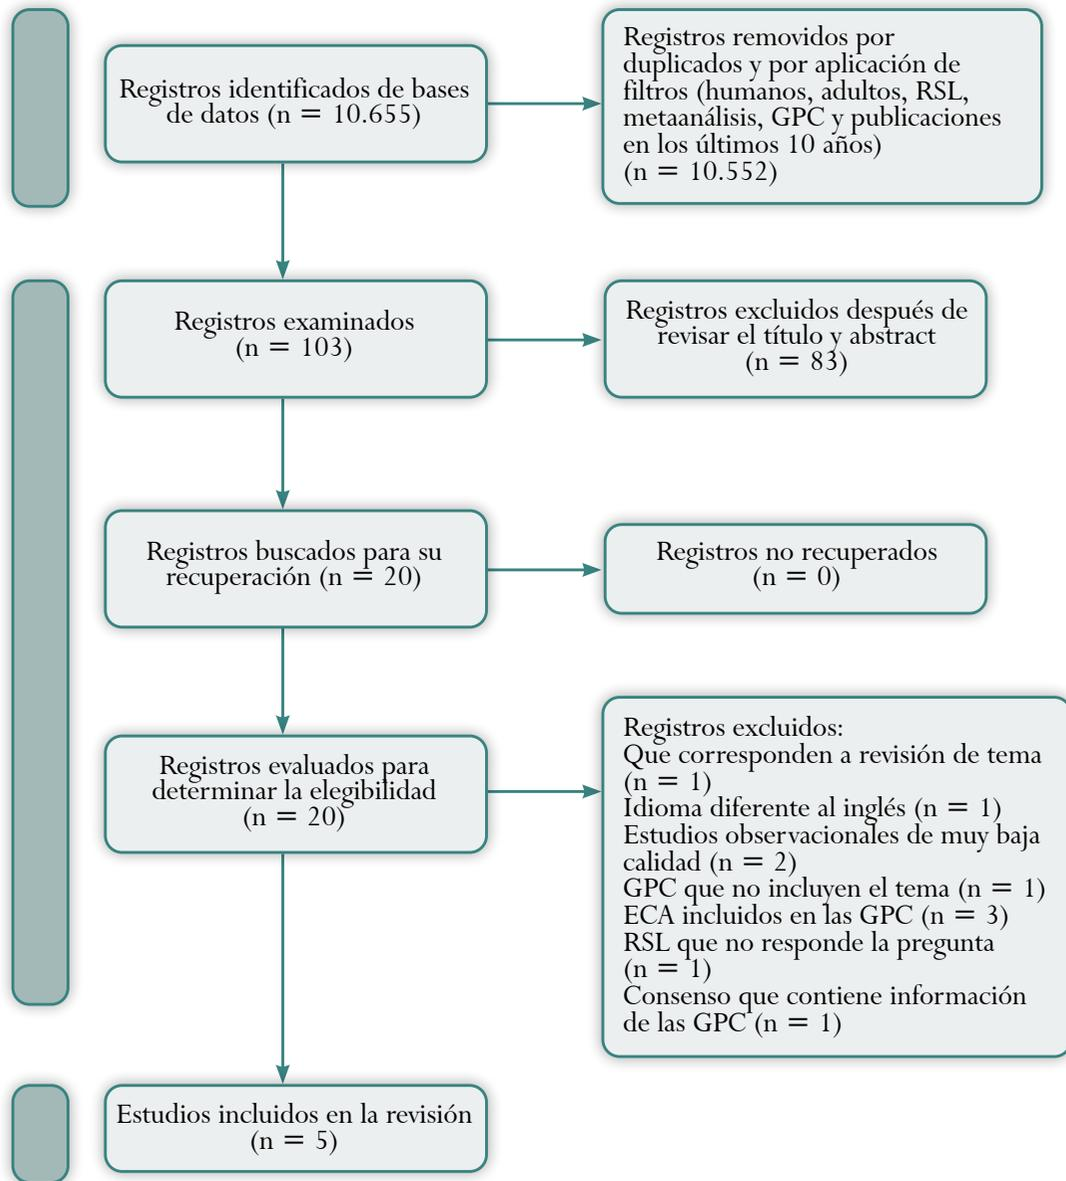 Registros identificados de bases
de datos (n = 10.655)
Registros removidos por
duplicados y por aplicación de
filtros (humanos, adultos, RSL,
metaanálisis, GPC y publicaciones
en los últimos 10 años)
(n = 10.552)
Registros examinados
(n = 103)
Registros excluidos después de
revisar el título y abstract
(n = 83)
Registros buscados para su
recuperación (n = 20)
Registros no recuperados
(n = 0)
Registros evaluados para
determinar la elegibilidad
(n = 20)
Registros excluidos:
Que corresponden a revisión de tema
(n = 1)
Idioma diferente al inglés (n = 1)
Estudios observacionales de muy baja
calidad (n = 2)
GPC que no incluyen el tema (n = 1)
ECA incluidos en las GPC (n = 3)
RSL que no responde la pregunta
(n = 1)
Consenso que contiene información
de las GPC (n = 1)
Estudios incluidos en la revisión
(n = 5)